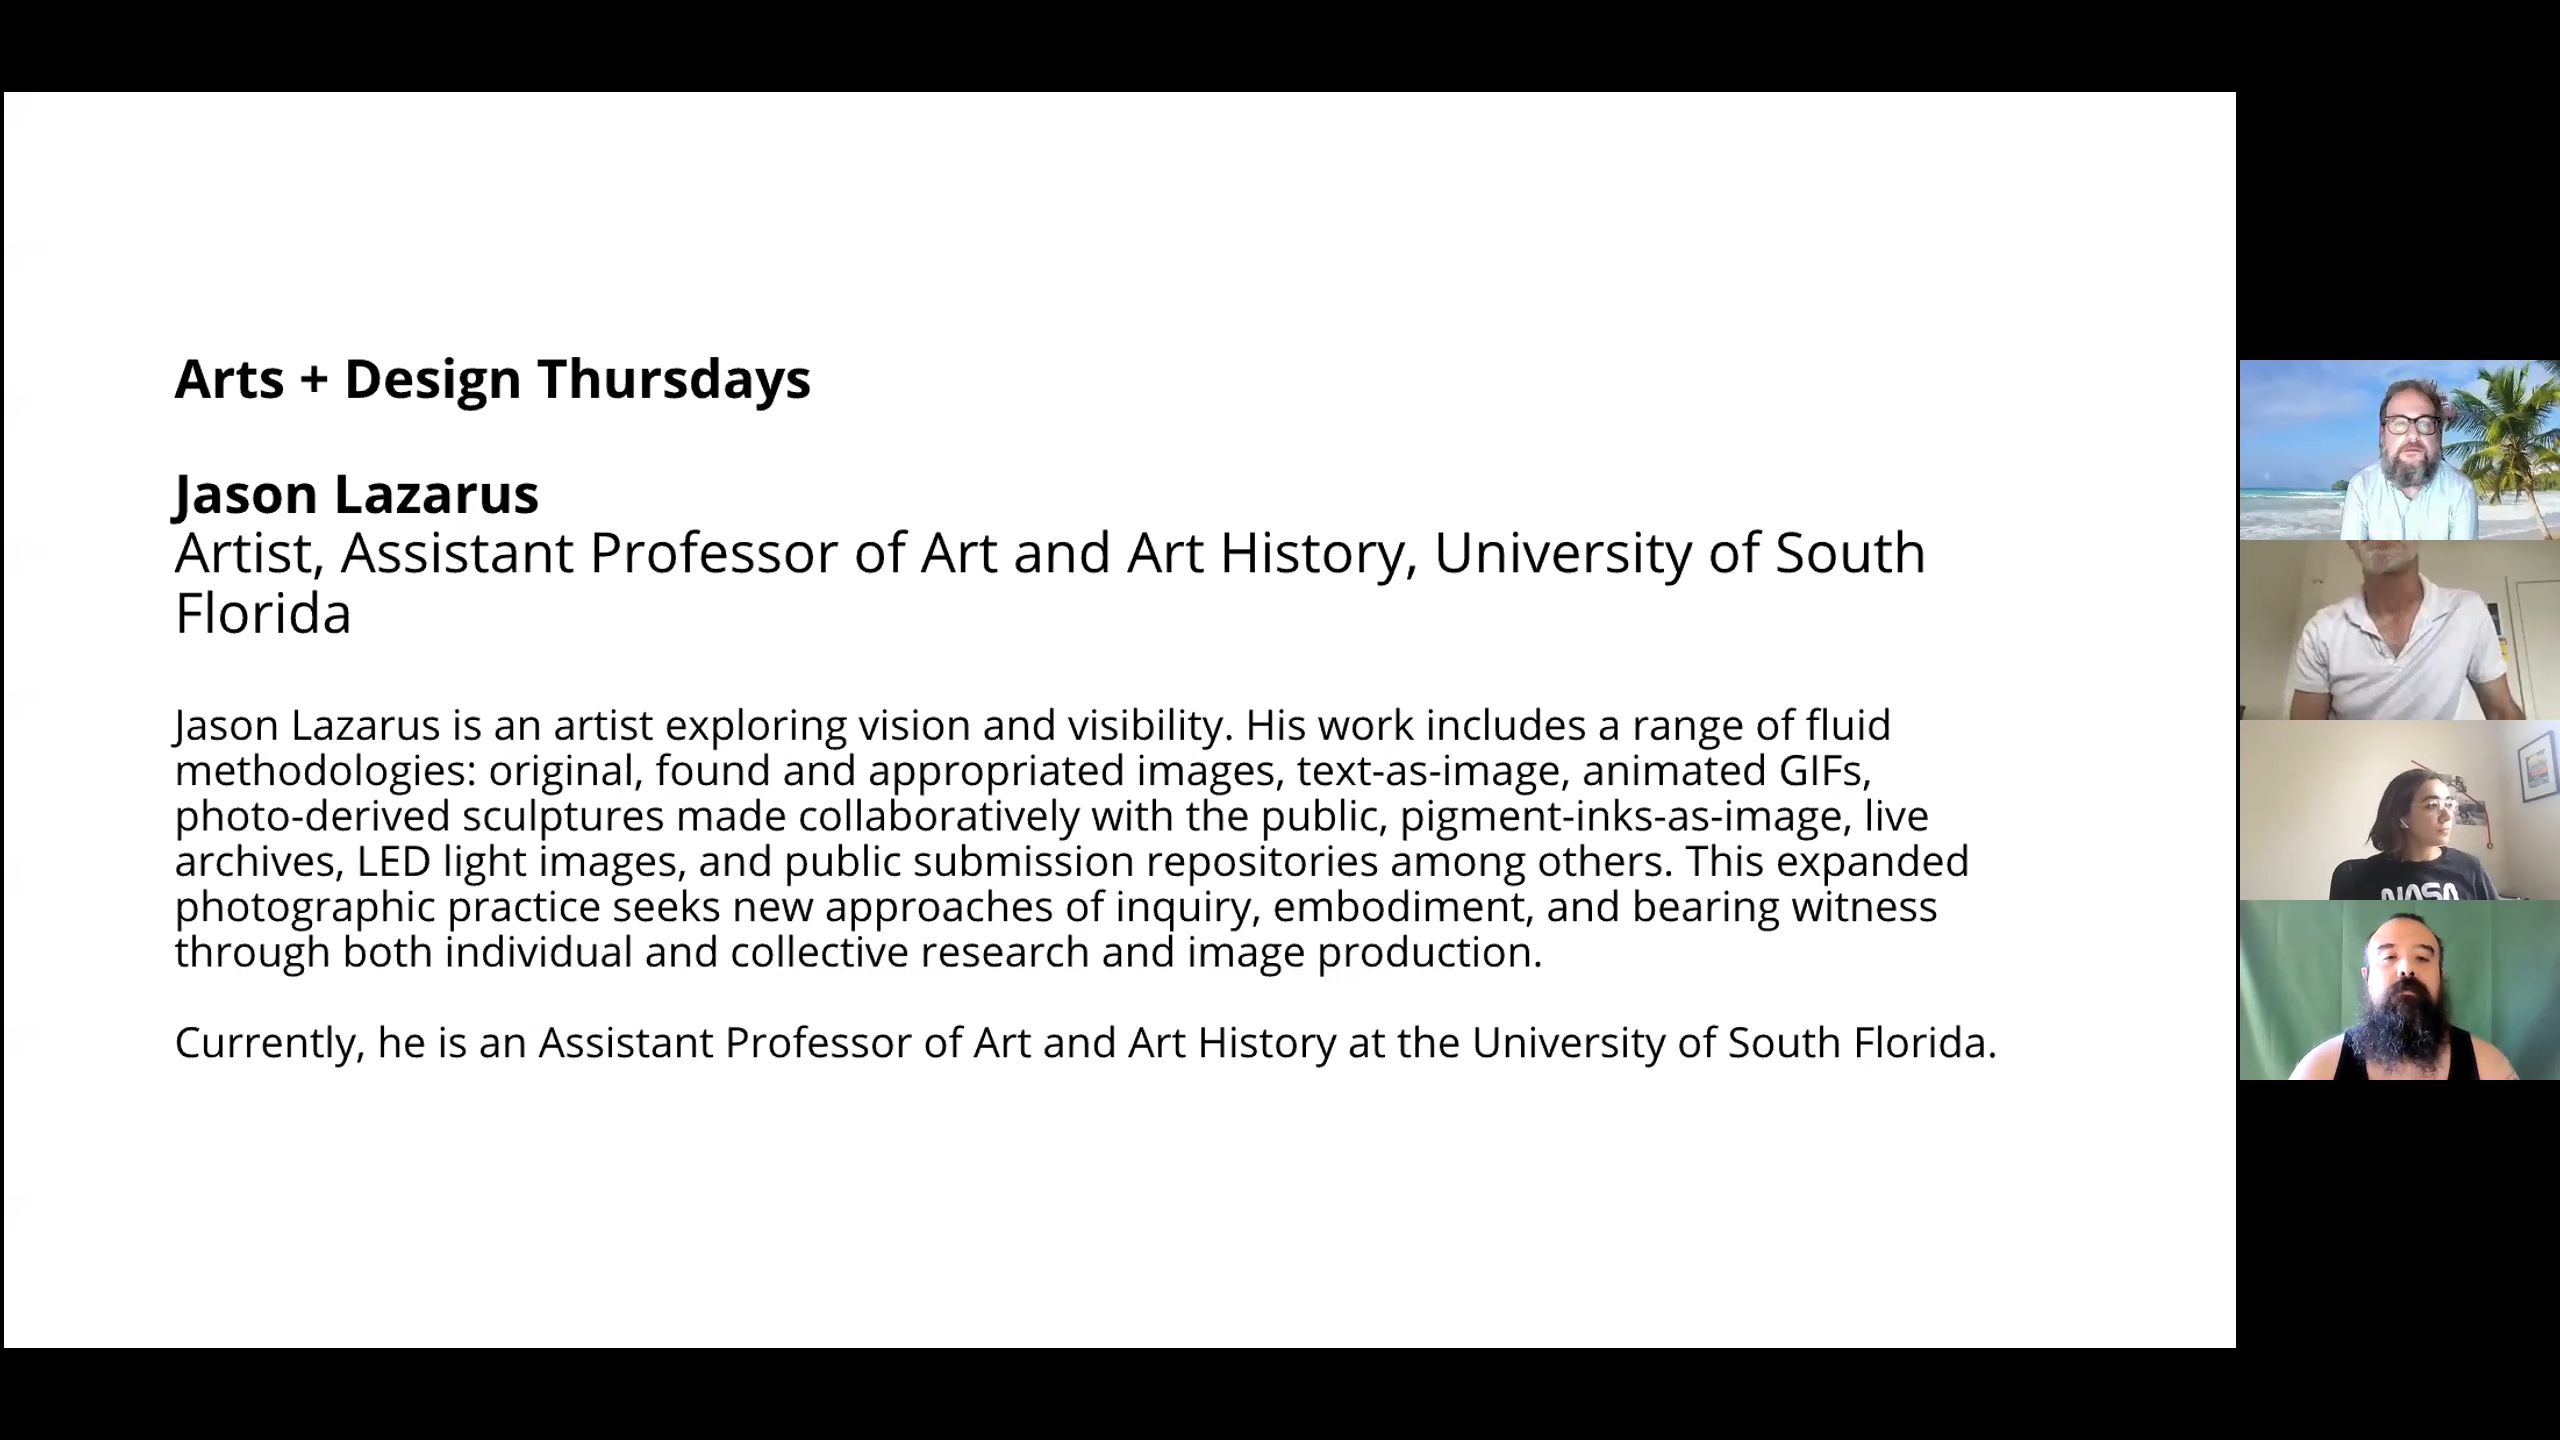 Arts + Design Thursdays
Jason Lazarus
Artist, Assistant Professor of Art and Art History, University of South
Florida
Jason Lazarus is an artist exploring vision and visibility. His work includes a range of fluid
methodologies: original, found and appropriated images, text-as-image, animated GIFs,
photo-derived sculptures made collaboratively with the public, pigment-inks-as-image, live
archives, LED light images, and public submission repositories among others. This expanded
photographic practice seeks new approaches of inquiry, embodiment, and bearing witness
through both individual and collective research and image production.
Currently, he is an Assistant Professor of Art and Art History at the University of South Florida.
NASA